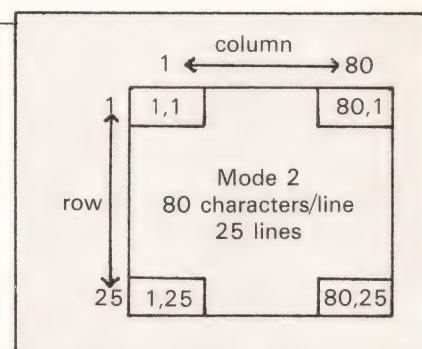 column
1 80
1 1,1 80,1
Mode 2
row 80 characters/line
25 lines
25 1,25 80,25